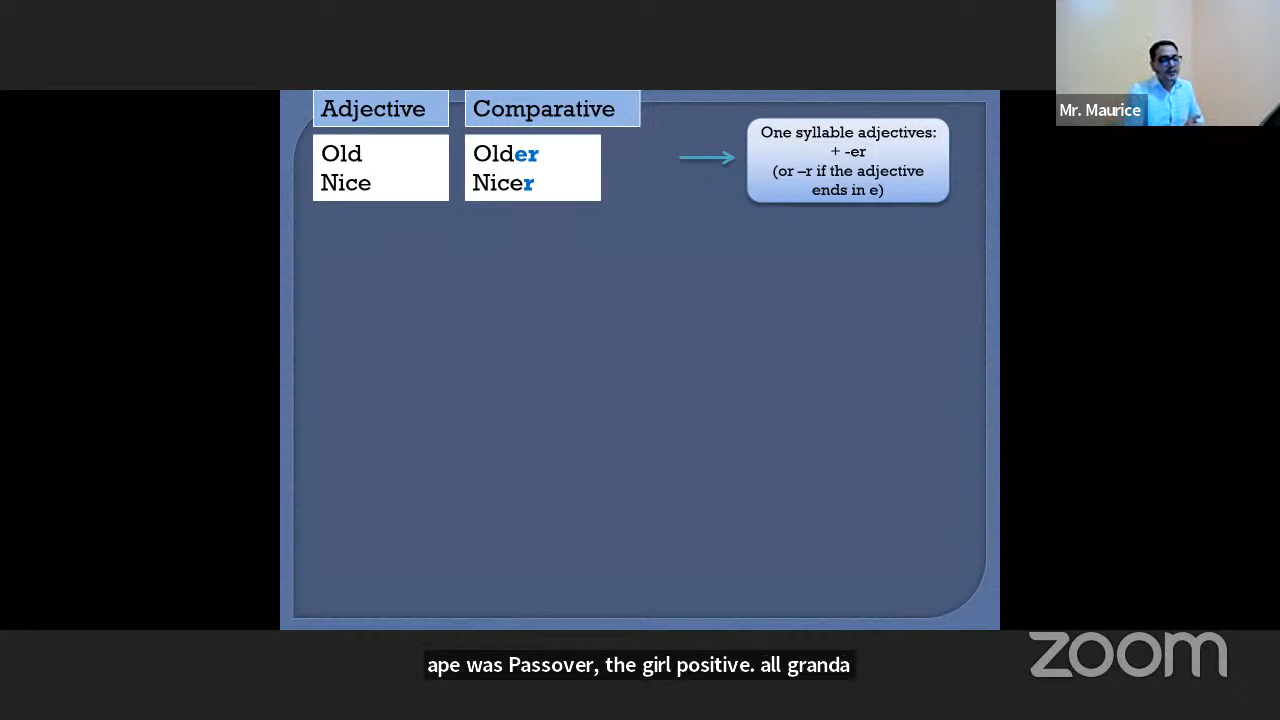 Mr. Maurice
Adjective
Comparative
Old
Nice
Older
Nicer
One syllable adjectives:
+ -er
(or –r if the adjective
ends in e)
ape was Passover, the girl positive. all granda
zoom